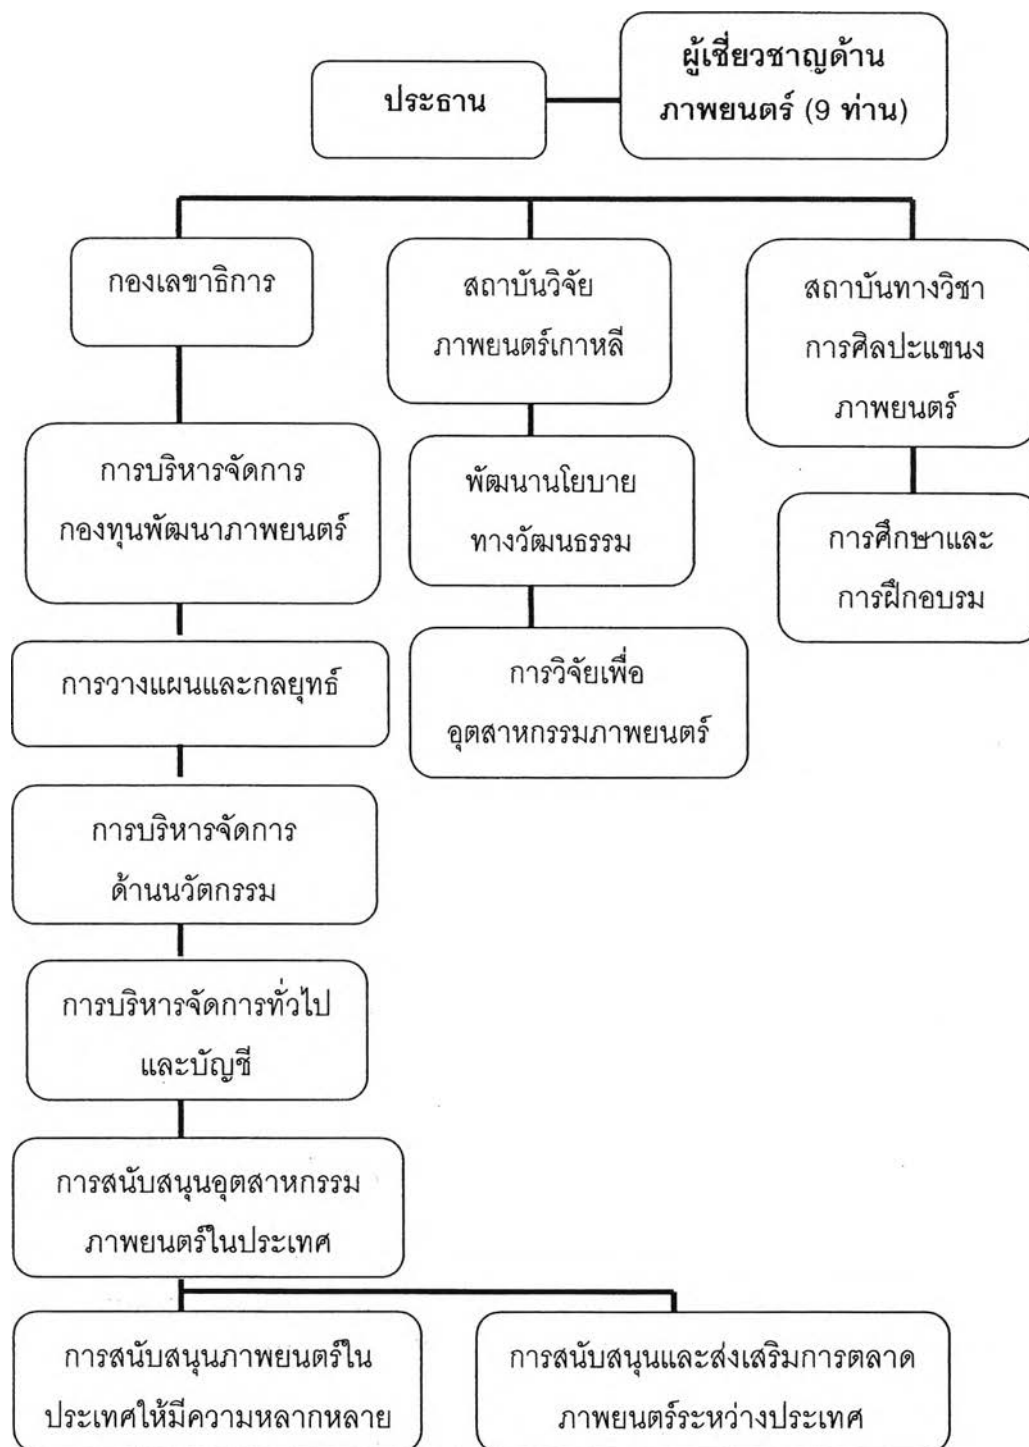 ประธาน
ผู้เชี่ยวชาญด้าน
ภาพยนตร์ (9 ท่าน)
กองเลขาธิการ
สถาบันวิจัย
ภาพยนตร์เกาหลี
สถาบันทางวิชา
การศิลปะแขนง
ภาพยนตร์
การบริหารจัดการ
กองทุนพัฒนาภาพยนตร์
พัฒนานโยบาย
ทางวัฒนธรรม
การศึกษาและ
การฝึกอบรม
การวางแผนและกลยุทธ์
การวิจัยเพื่อ
อุตสาหกรรมภาพยนตร์
การบริหารจัดการ
ด้านนวัตกรรม
การบริหารจัดการทั่วไป
และบัญชี
การสนับสนุนอุตสาหกรรม
ภาพยนตร์ในประเทศ
การสนับสนุนภาพยนตร์ใน
ประเทศให้มีความหลากหลาย
การสนับสนุนและส่งเสริมการตลาด
ภาพยนตร์ระหว่างประเทศ